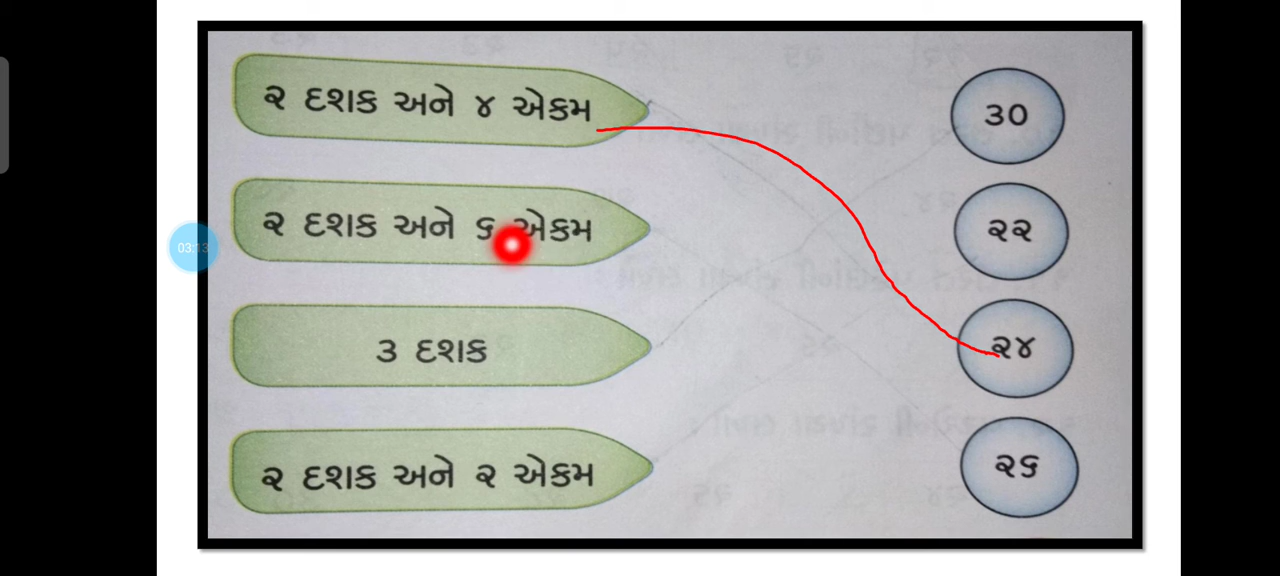 ૨ દશક અને ૪ એકમ
૩૦
૨ દશક અને ૬ એકમ
૨૨
03:13
૩ દશક
૨૪
૨ દશક અને ૨ એકમ
૨૬